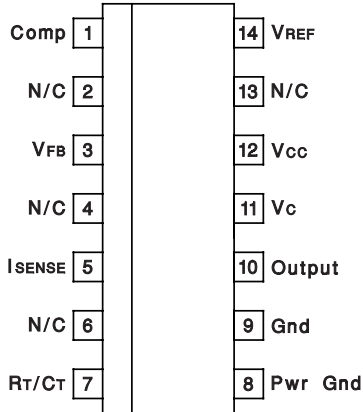 Comp 1 14 VREF
N/C 2 13 N/C
VFB 3 12 VCC
N/C 4 11 VC
ISENSE 5 10 Output
N/C 6 9 Gnd
RT/CT 7 8 Pwr Gnd